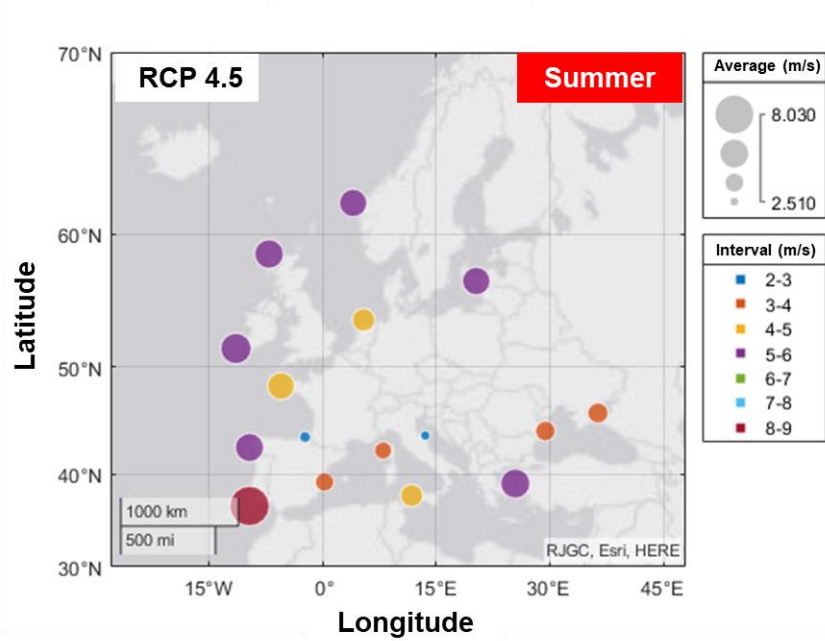 RCP 4.5
Summer
70°N
60°N
50°N
40°N
30°N
Latitude
1000 km
500 mi
RJGC, Esri, HERE
15°W
0°
15°E
30°E
45°E
Longitude
Average (m/s)
8.030
2.510
Interval (m/s)
2-3
3-4
4-5
5-6
6-7
7-8
8-9